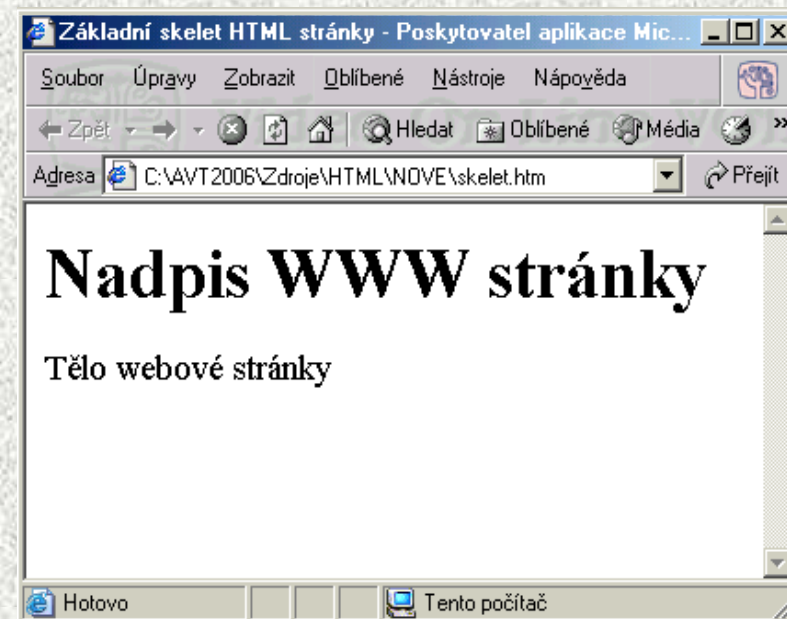 Základní skelet HTML stránky - Poskytovatel aplikace Mic...
Soubor Úpravy Zobrazit Oblíbené Nástroje Nápověda
Zpět Hledat Oblíbené Média »
Adresa C:\AVT2006\Zdroje\HTML\NOVE\skelet.htm Přejít
Nadpis WWW stránky
Tělo webové stránky
Hotovo Tento počítač